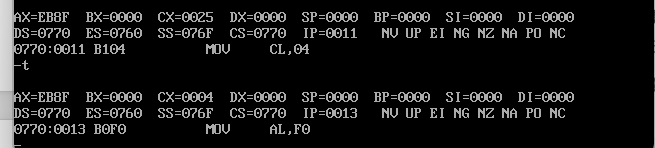 AX=EB8F BX=0000 CX=0025 DX=0000 SP=0000 BP=0000 SI=0000 DI=0000
DS=0770 ES=0760 SS=076F CS=0770 IP=0011 NV UP EI NG NZ NA PO NC
0770:0011 B104 MOV CL,04
-t
AX=EB8F BX=0000 CX=0004 DX=0000 SP=0000 BP=0000 SI=0000 DI=0000
DS=0770 ES=0760 SS=076F CS=0770 IP=0013 NV UP EI NG NZ NA PO NC
0770:0013 B0F0 MOV AL,F0
-